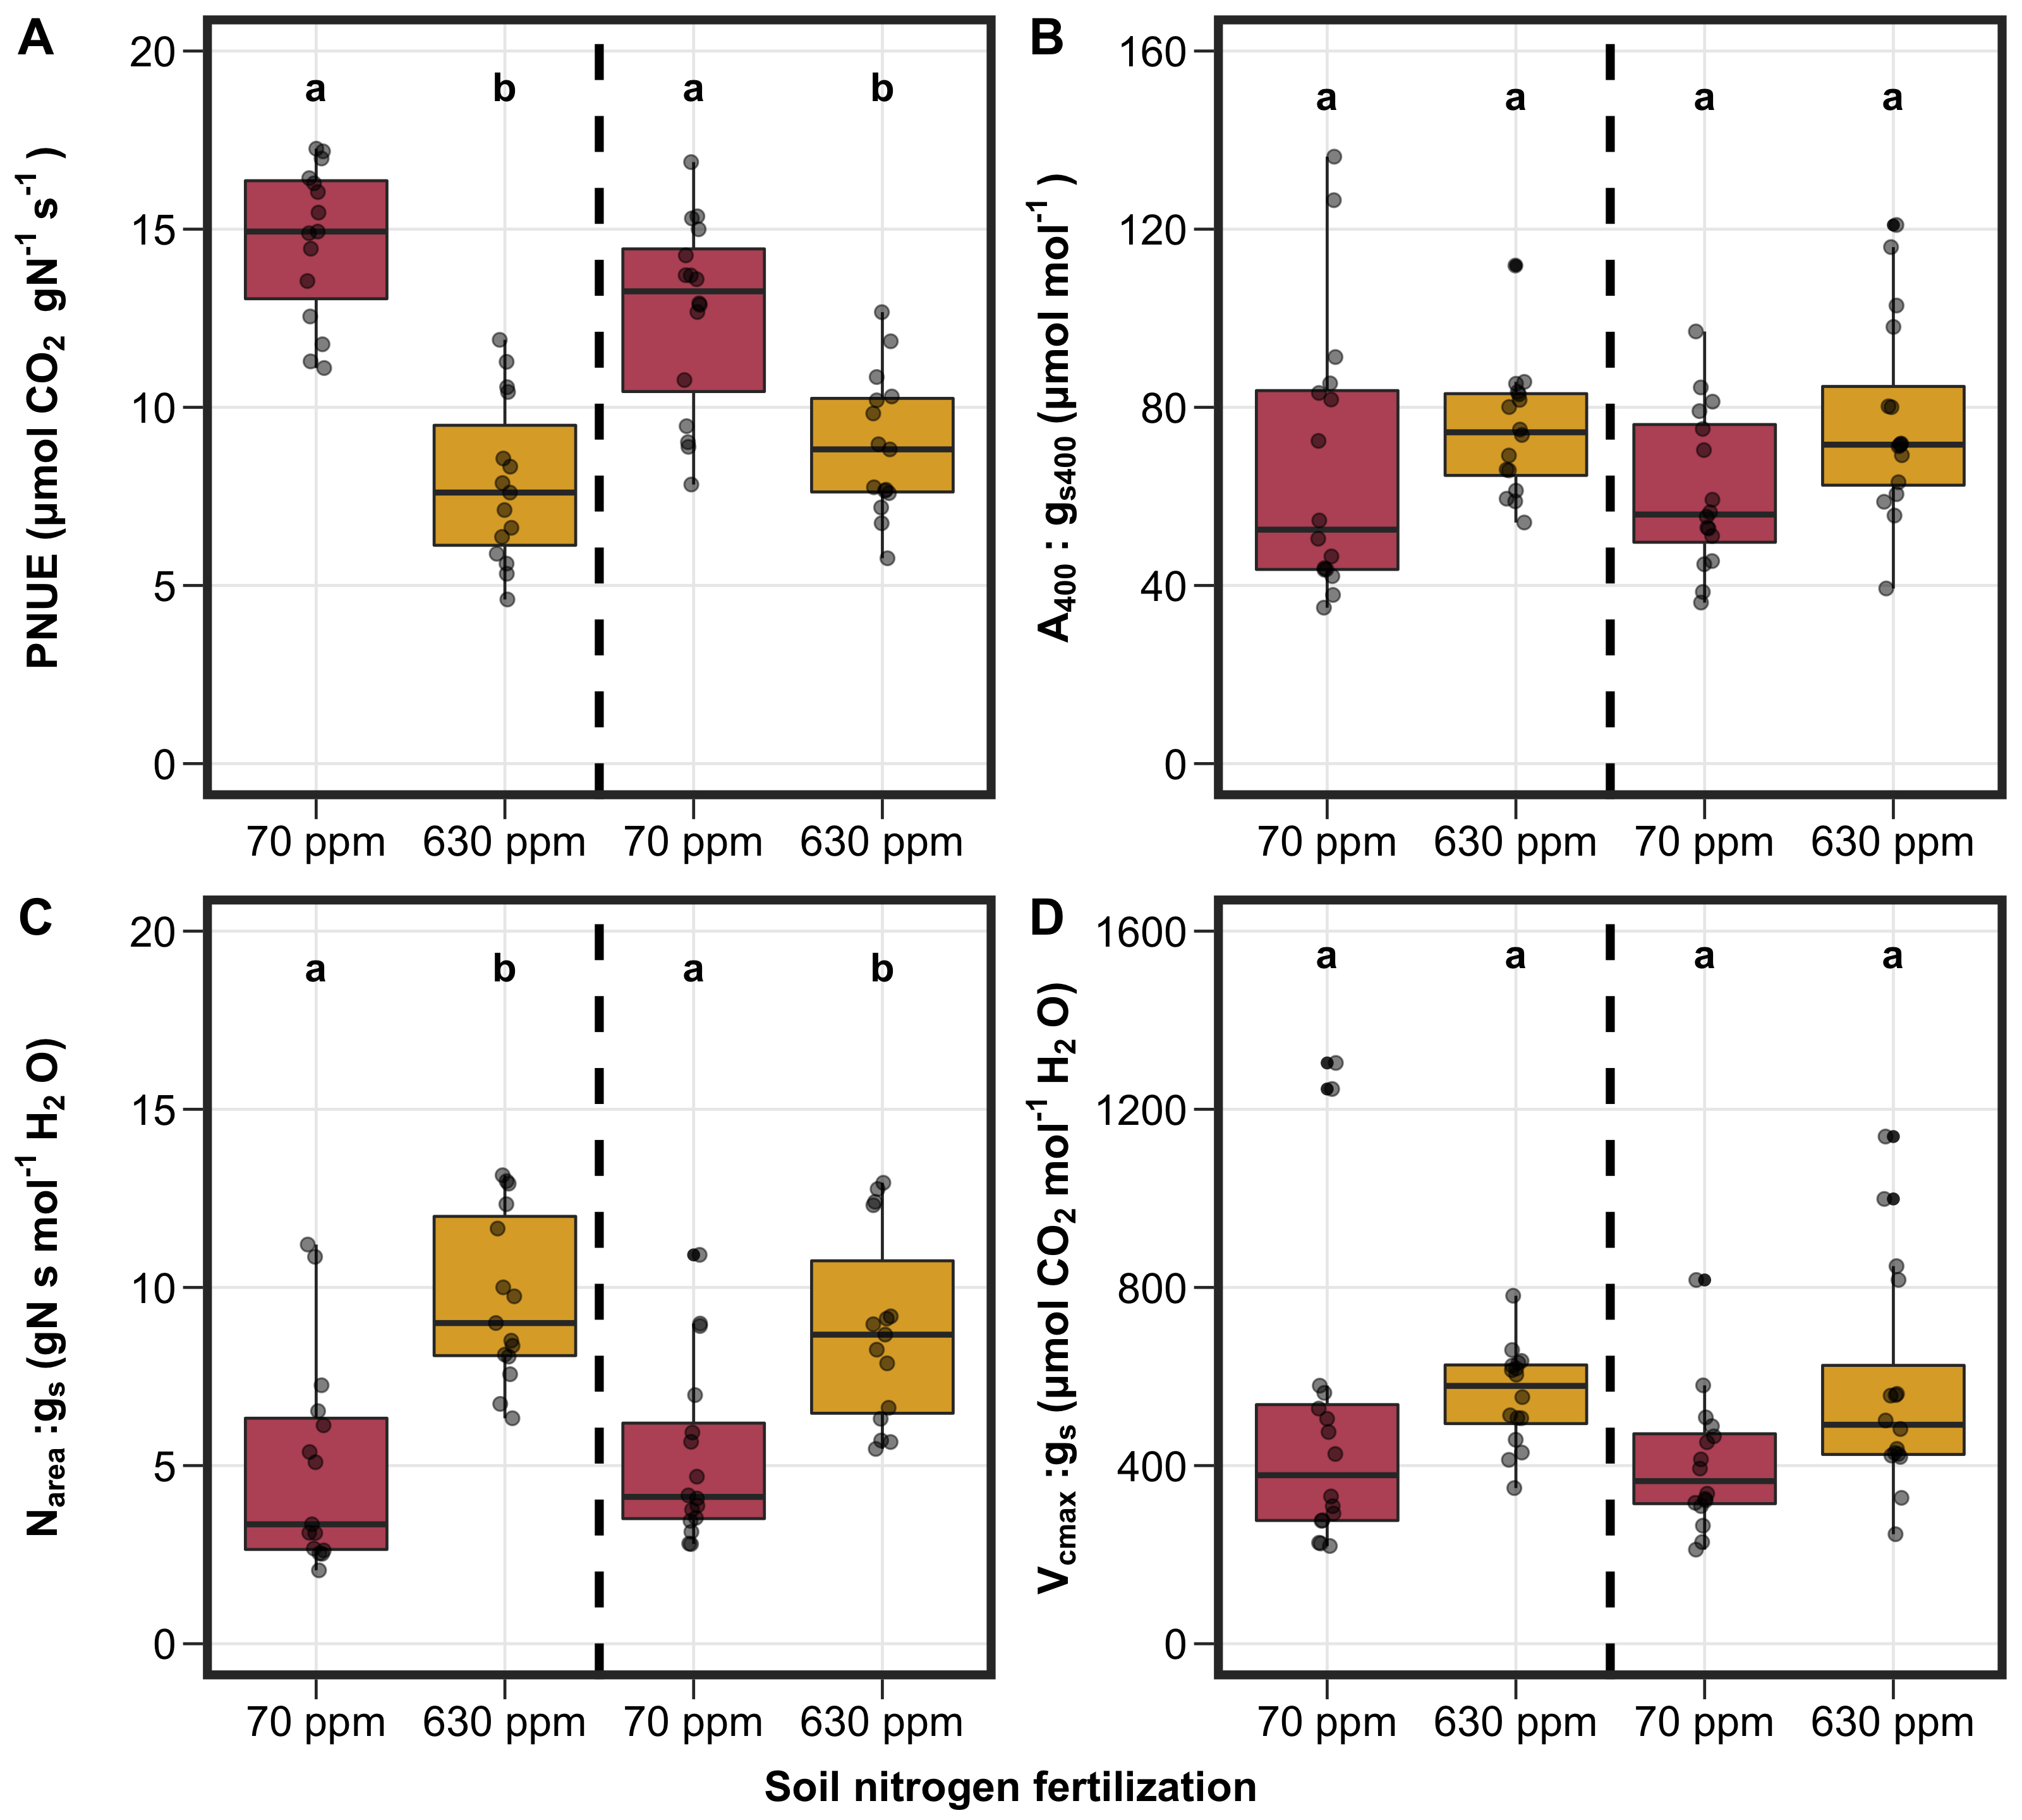 A
PNUE (μmol CO2 gN-1 s-1 )
20
15
10
5
0
a b a b
70 ppm 630 ppm 70 ppm 630 ppm
B
A400 : gs400 (μmol mol-1 )
160
120
80
40
0
a a a a
70 ppm 630 ppm 70 ppm 630 ppm
C
Narea :gs (gN s mol-1 H2 O)
20
15
10
5
0
a b a b
70 ppm 630 ppm 70 ppm 630 ppm
D
Vcmax :gs (μmol CO2 mol-1 H2 O)
1600
1200
800
400
0
a a a a
70 ppm 630 ppm 70 ppm 630 ppm
Soil nitrogen fertilization